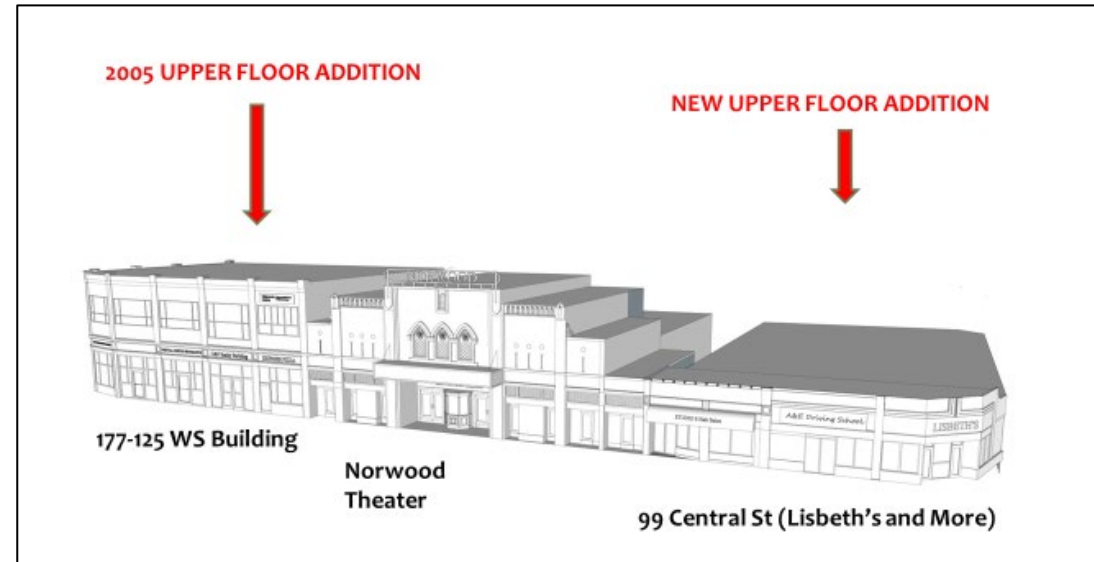 2005 UPPER FLOOR ADDITION
NEW UPPER FLOOR ADDITION
NORWOOD
A&E Driving School
LISBETH'S
177-125 WS Building
Norwood
Theater
99 Central St (Lisbeth's and More)